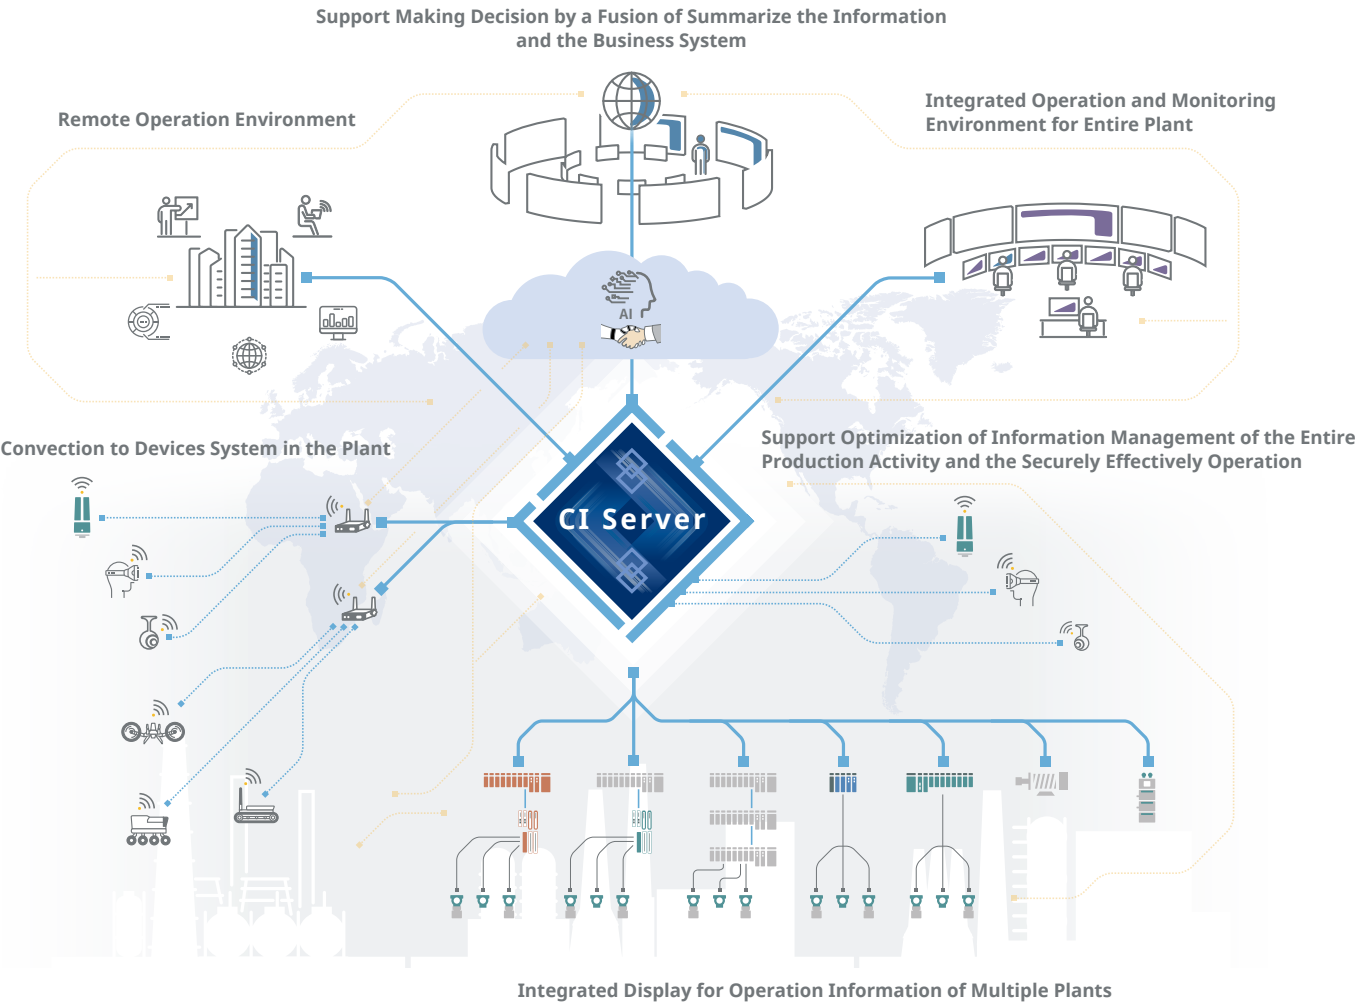 Support Making Decision by a Fusion of Summarize the Information
and the Business System
Remote Operation Environment
Integrated Operation and Monitoring
Environment for Entire Plant
AI
Convection to Devices System in the Plant
Support Optimization of Information Management of the Entire
Production Activity and the Securely Effectively Operation
CI Server
Integrated Display for Operation Information of Multiple Plants